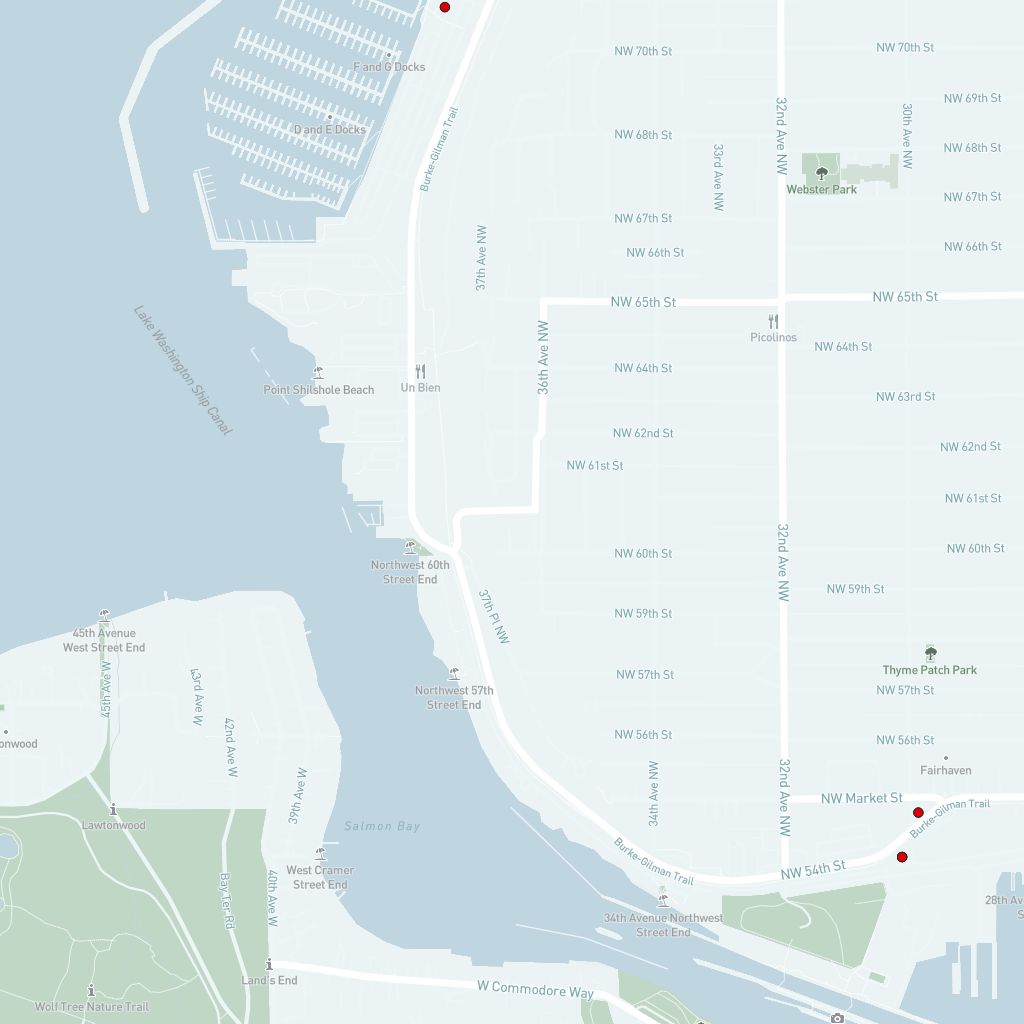 F and G Docks
NW 70th St
NW 70th St
D and E Docks
NW 69th St
32nd Ave NW
30th Ave NW
NW 68th St
NW 68th St
Burke-Gilman Trail
33rd Ave NW
Webster Park
NW 67th St
NW 67th St
37th Ave NW
NW 66th St
NW 66th St
NW 65th St
NW 65th St
Lake Washington Ship Canal
Picolinos
NW 64th St
36th Ave NW
NW 64th St
Point Shilshole Beach
Un Bien
NW 63rd St
NW 62nd St
NW 62nd St
NW 61st St
NW 61st St
32nd Ave NW
NW 60th St
NW 60th St
Northwest 60th
Street End
NW 59th St
NW 59th St
37th Pl NW
45th Avenue
West Street End
Thyme Patch Park
NW 57th St
NW 57th St
Northwest 57th
Street End
45th Ave W
43rd Ave W
42nd Ave W
NW 56th St
NW 56th St
Fairhaven
39th Ave W
34th Ave NW
32nd Ave NW
NW Market St
Burke-Gilman Trail
Lawtonwood
Salmon Bay
Burke-Gilman Trail
NW 54th St
West Cramer
Street End
Bay Ter Rd
40th Ave W
34th Avenue Northwest
Street End
28th Av
Land's End
W Commodore Way
Wolf Tree Nature Trail